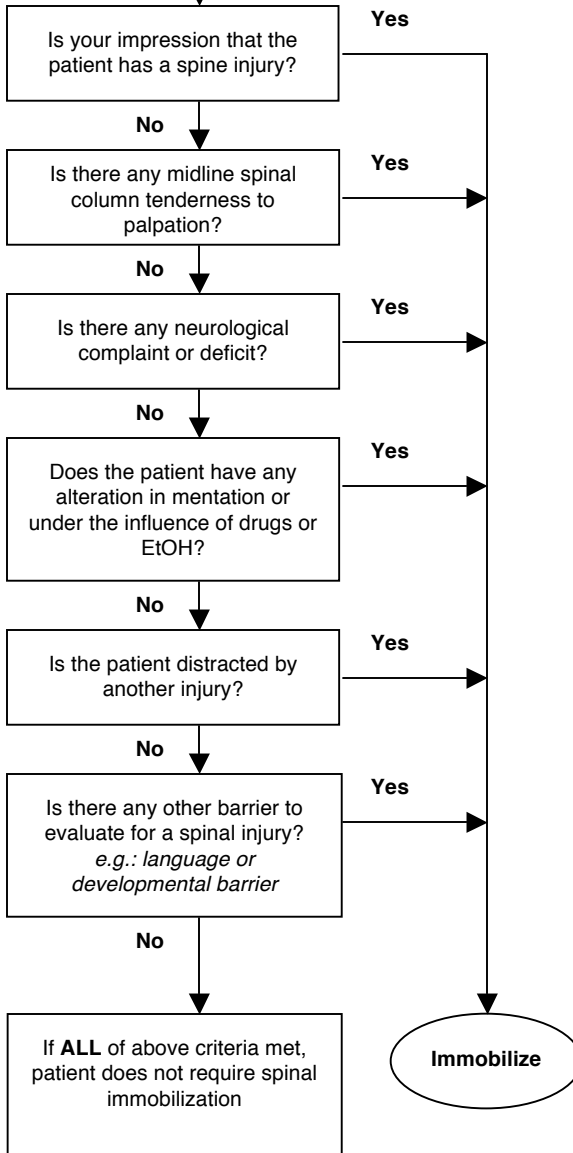 Yes
Is your impression that the
patient has a spine injury?
No
Yes
Is there any midline spinal
column tenderness to
palpation?
No
Yes
Is there any neurological
complaint or deficit?
No
Yes
Does the patient have any
alteration in mentation or
under the influence of drugs or
EtOH?
No
Yes
Is the patient distracted by
another injury?
No
Yes
Is there any other barrier to
evaluate for a spinal injury?
e.g.: language or
developmental barrier
No
If ALL of above criteria met,
patient does not require spinal
immobilization
Immobilize